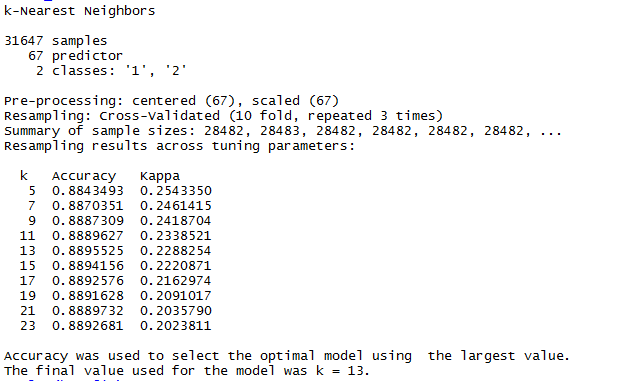 k-Nearest Neighbors
31647 samples
67 predictor
2 classes: '1', '2'
Pre-processing: centered (67), scaled (67)
Resampling: Cross-Validated (10 fold, repeated 3 times)
Summary of sample sizes: 28482, 28483, 28482, 28482, 28482, 28482, ...
Resampling results across tuning parameters:
k Accuracy Kappa
5 0.8843493 0.2543350
7 0.8870351 0.2461415
9 0.8887309 0.2418704
11 0.8889627 0.2338521
13 0.8895525 0.2288254
15 0.8894156 0.2220871
17 0.8892576 0.2162974
19 0.8891628 0.2091017
21 0.8889732 0.2035790
23 0.8892681 0.2023811
Accuracy was used to select the optimal model using the largest value.
The final value used for the model was k = 13.